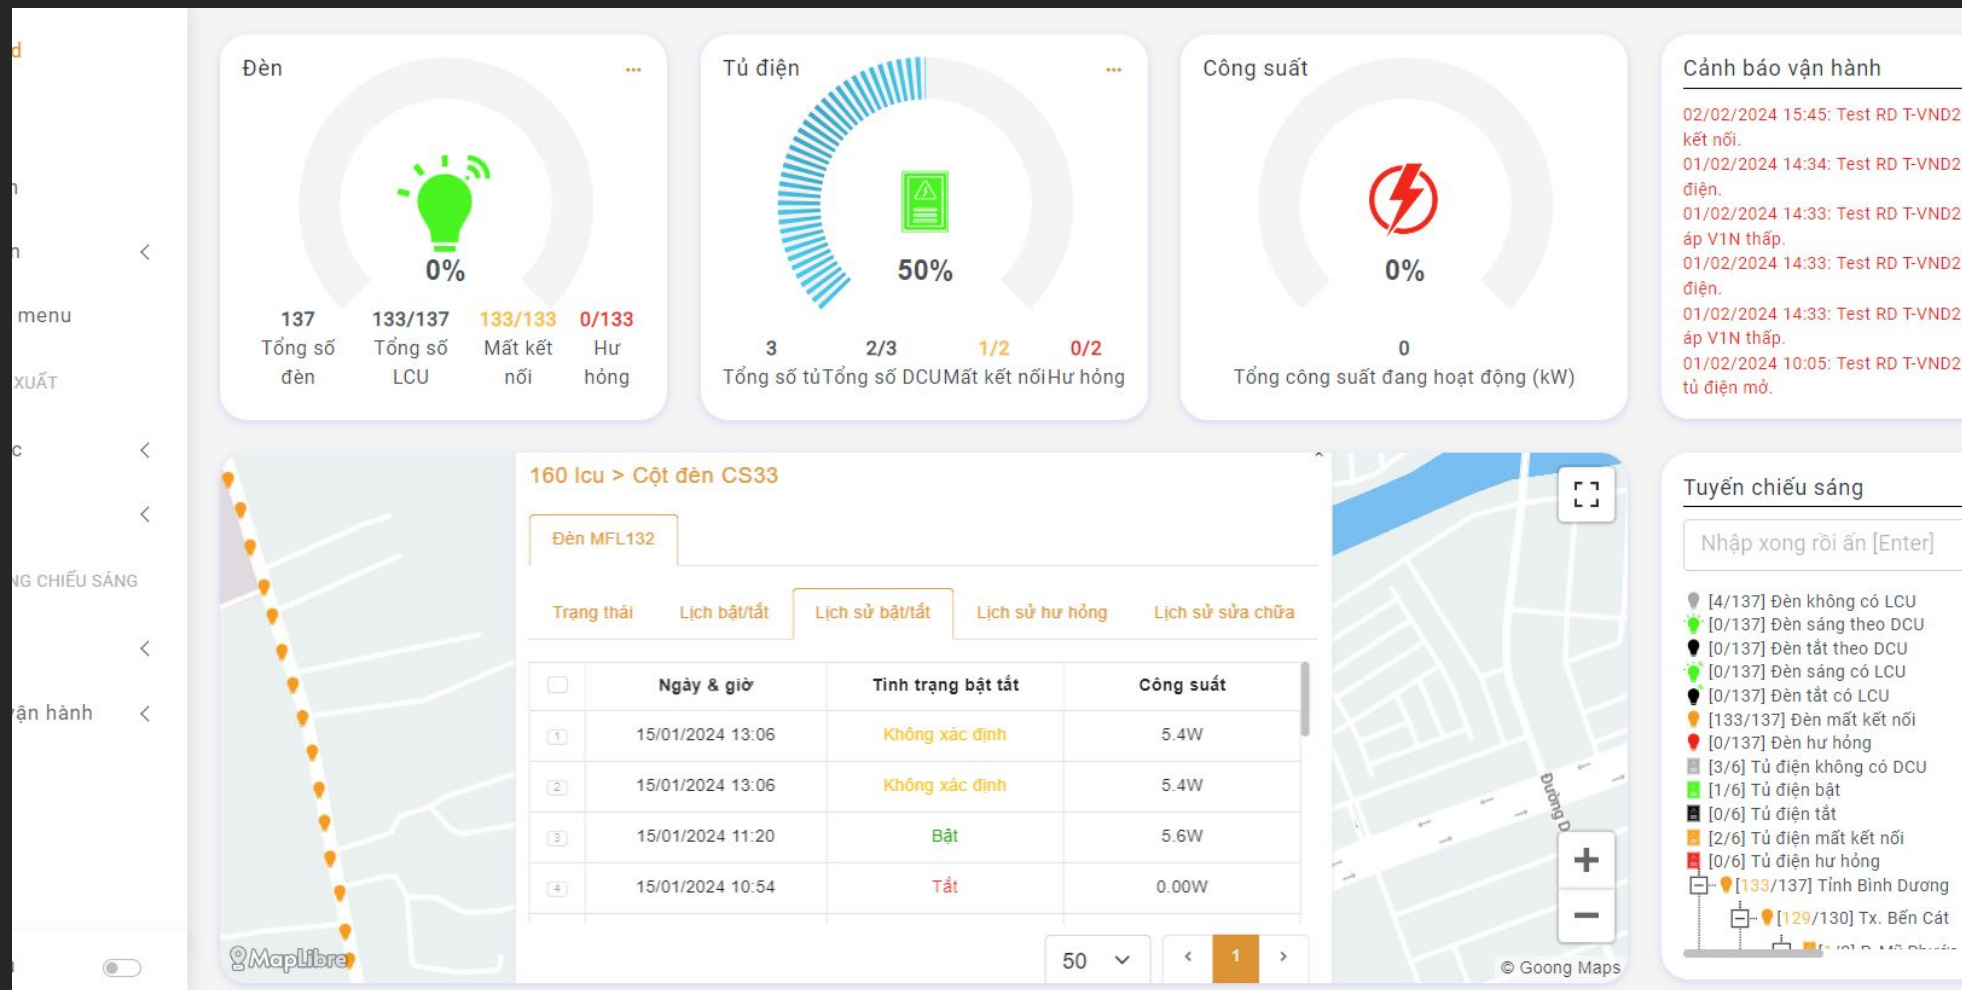 menu
XUẤT
NG CHIẾU SÁNG
vận hành
Đèn
0%
137
Tổng số
đèn
133/137
Tổng số
LCU
133/133
Mất kết
nối
0/133
Hư
hỏng
Tủ điện
50%
3 2/3 1/2 0/2
Tổng số tủ Tổng số DCU Mất kết nối Hư hỏng
Công suất
0%
0
Tổng công suất đang hoạt động (kW)
Cảnh báo vận hành
02/02/2024 15:45: Test RD T-VND2
kết nối.
01/02/2024 14:34: Test RD T-VND2
điện.
01/02/2024 14:33: Test RD T-VND2
áp V1N thấp.
01/02/2024 14:33: Test RD T-VND2
điện.
01/02/2024 14:33: Test RD T-VND2
áp V1N thấp.
01/02/2024 10:05: Test RD T-VND2
tủ điện mở.
160 lcu > Cột đèn CS33
Đèn MFL132
Trạng thái Lịch bật/tắt Lịch sử bật/tắt Lịch sử hư hỏng Lịch sử sửa chữa
Ngày & giờ Tình trạng bật tắt Công suất
1 15/01/2024 13:06 Không xác định 5.4W
2 15/01/2024 13:06 Không xác định 5.4W
3 15/01/2024 11:20 Bật 5.6W
4 15/01/2024 10:54 Tắt 0.00W
50 1
MapLibre
Đường D
© Goong Maps
Tuyến chiếu sáng
Nhập xong rồi ấn [Enter]
[4/137] Đèn không có LCU
[0/137] Đèn sáng theo DCU
[0/137] Đèn tắt theo DCU
[0/137] Đèn sáng có LCU
[0/137] Đèn tắt có LCU
[133/137] Đèn mất kết nối
[0/137] Đèn hư hỏng
[3/6] Tủ điện không có DCU
[1/6] Tủ điện bật
[0/6] Tủ điện tắt
[2/6] Tủ điện mất kết nối
[0/6] Tủ điện hư hỏng
[133/137] Tỉnh Bình Dương
[129/130] Tx. Bến Cát